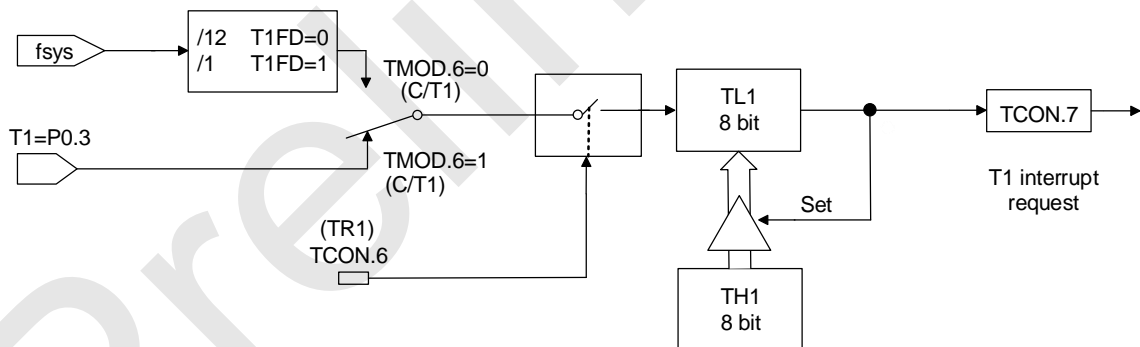 fsys
/12 T1FD=0
/1 T1FD=1
TMOD.6=0
(C/T1)
T1=P0.3
TMOD.6=1
(C/T1)
(TR1)
TCON.6
TL1
8 bit
Set
TH1
8 bit
TCON.7
T1 interrupt
request